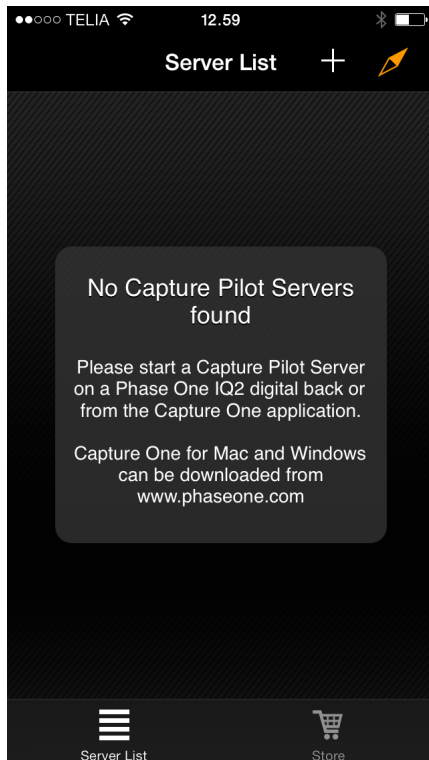 TELIA 12.59
Server List +
No Capture Pilot Servers
found
Please start a Capture Pilot Server
on a Phase One IQ2 digital back or
from the Capture One application.
Capture One for Mac and Windows
can be downloaded from
www.phaseone.com
Server List Store